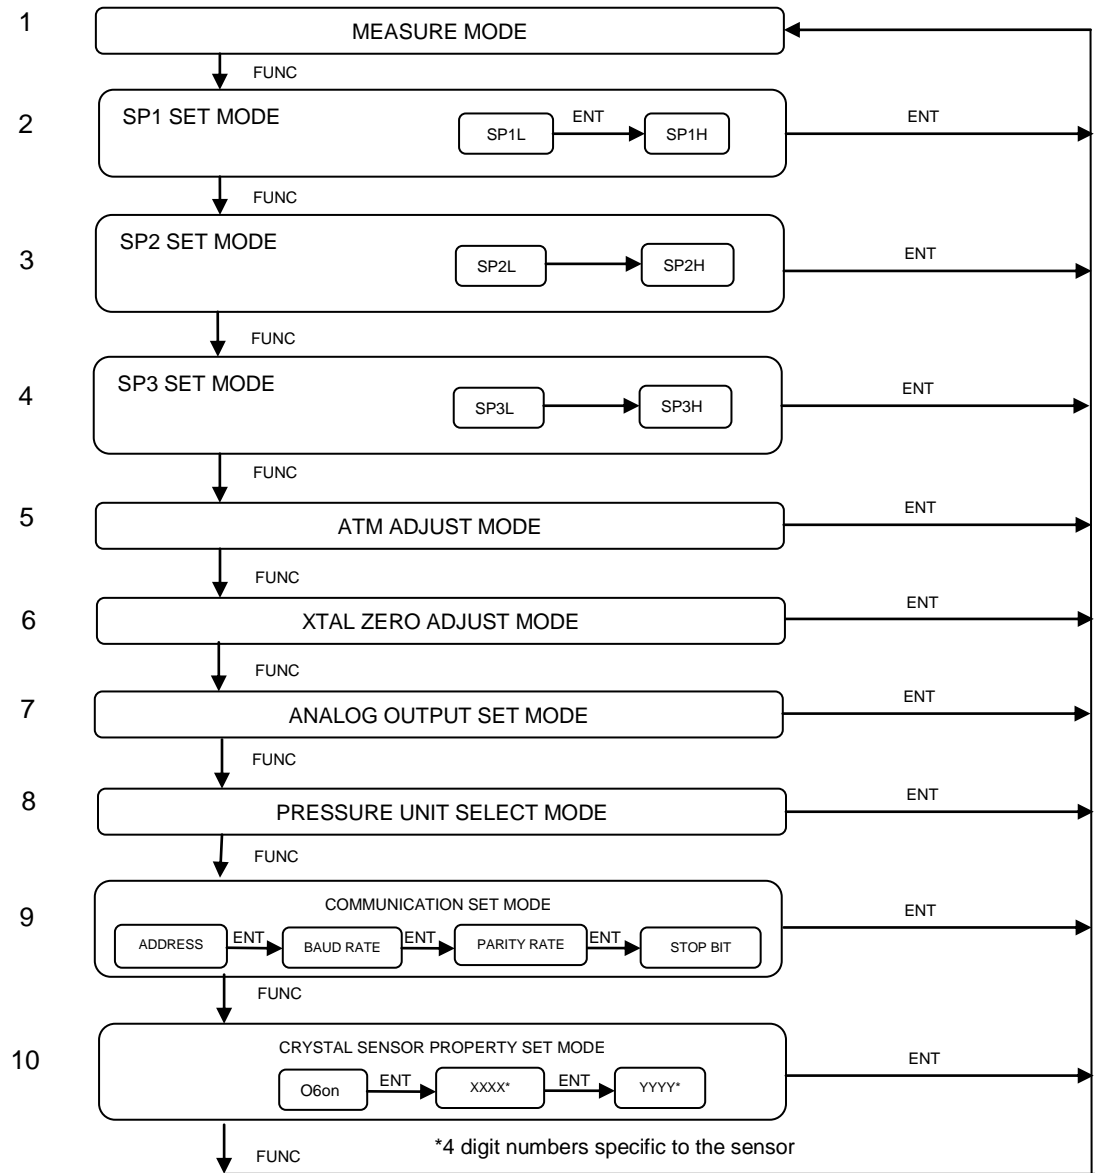 1 MEASURE MODE
FUNC
2 SP1 SET MODE SP1L ENT SP1H ENT
FUNC
3 SP2 SET MODE SP2L SP2H ENT
FUNC
4 SP3 SET MODE SP3L SP3H ENT
FUNC
5 ATM ADJUST MODE ENT
FUNC
6 XTAL ZERO ADJUST MODE ENT
FUNC
7 ANALOG OUTPUT SET MODE ENT
FUNC
8 PRESSURE UNIT SELECT MODE ENT
FUNC
9 COMMUNICATION SET MODE ENT
ADDRESS ENT BAUD RATE ENT PARITY RATE ENT STOP BIT
FUNC
10 CRYSTAL SENSOR PROPERTY SET MODE ENT
O6on ENT XXXX* ENT YYYY*
*4 digit numbers specific to the sensor
FUNC